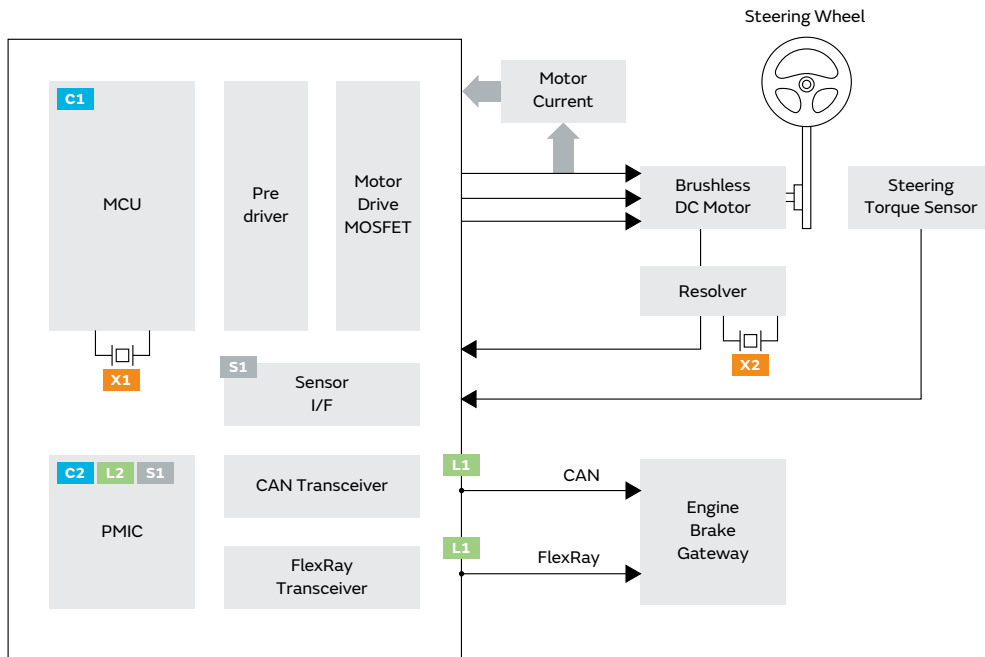 Steering Wheel
C1
MCU
Pre
driver
Motor
Drive
MOSFET
Motor
Current
Brushless
DC Motor
Steering
Torque Sensor
Resolver
X1
X2
S1
Sensor
I/F
C2 L2 S1
PMIC
CAN Transceiver
L1
CAN
FlexRay
Transceiver
L1
FlexRay
Engine
Brake
Gateway